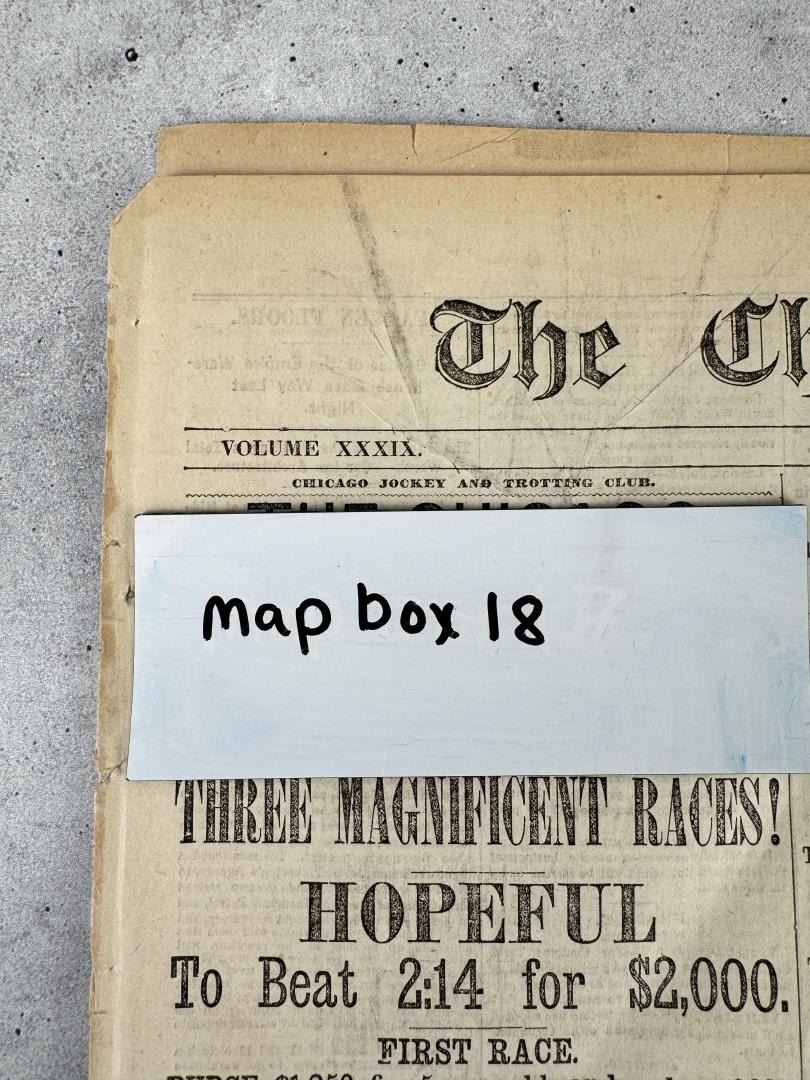 The Ch
VOLUME XXXIX.
CHICAGO JOCKEY AND TROTTING CLUB.
map box 18
THREE MAGNIFICENT RACES!
HOPEFUL
To Beat 2:14 for $2,000.
FIRST RACE.